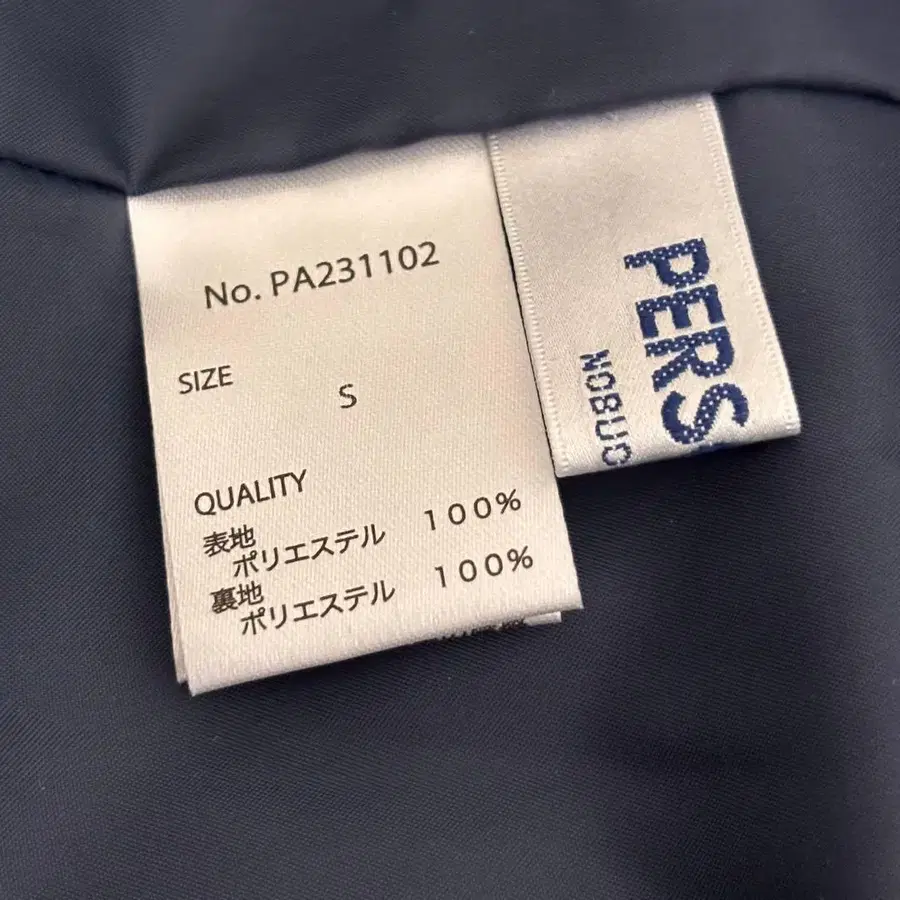 No. PA231102
SIZE
S
QUALITY
表地
ポリエステル 100%
裏地
ポリエステル 100%
PERS
NOBUO